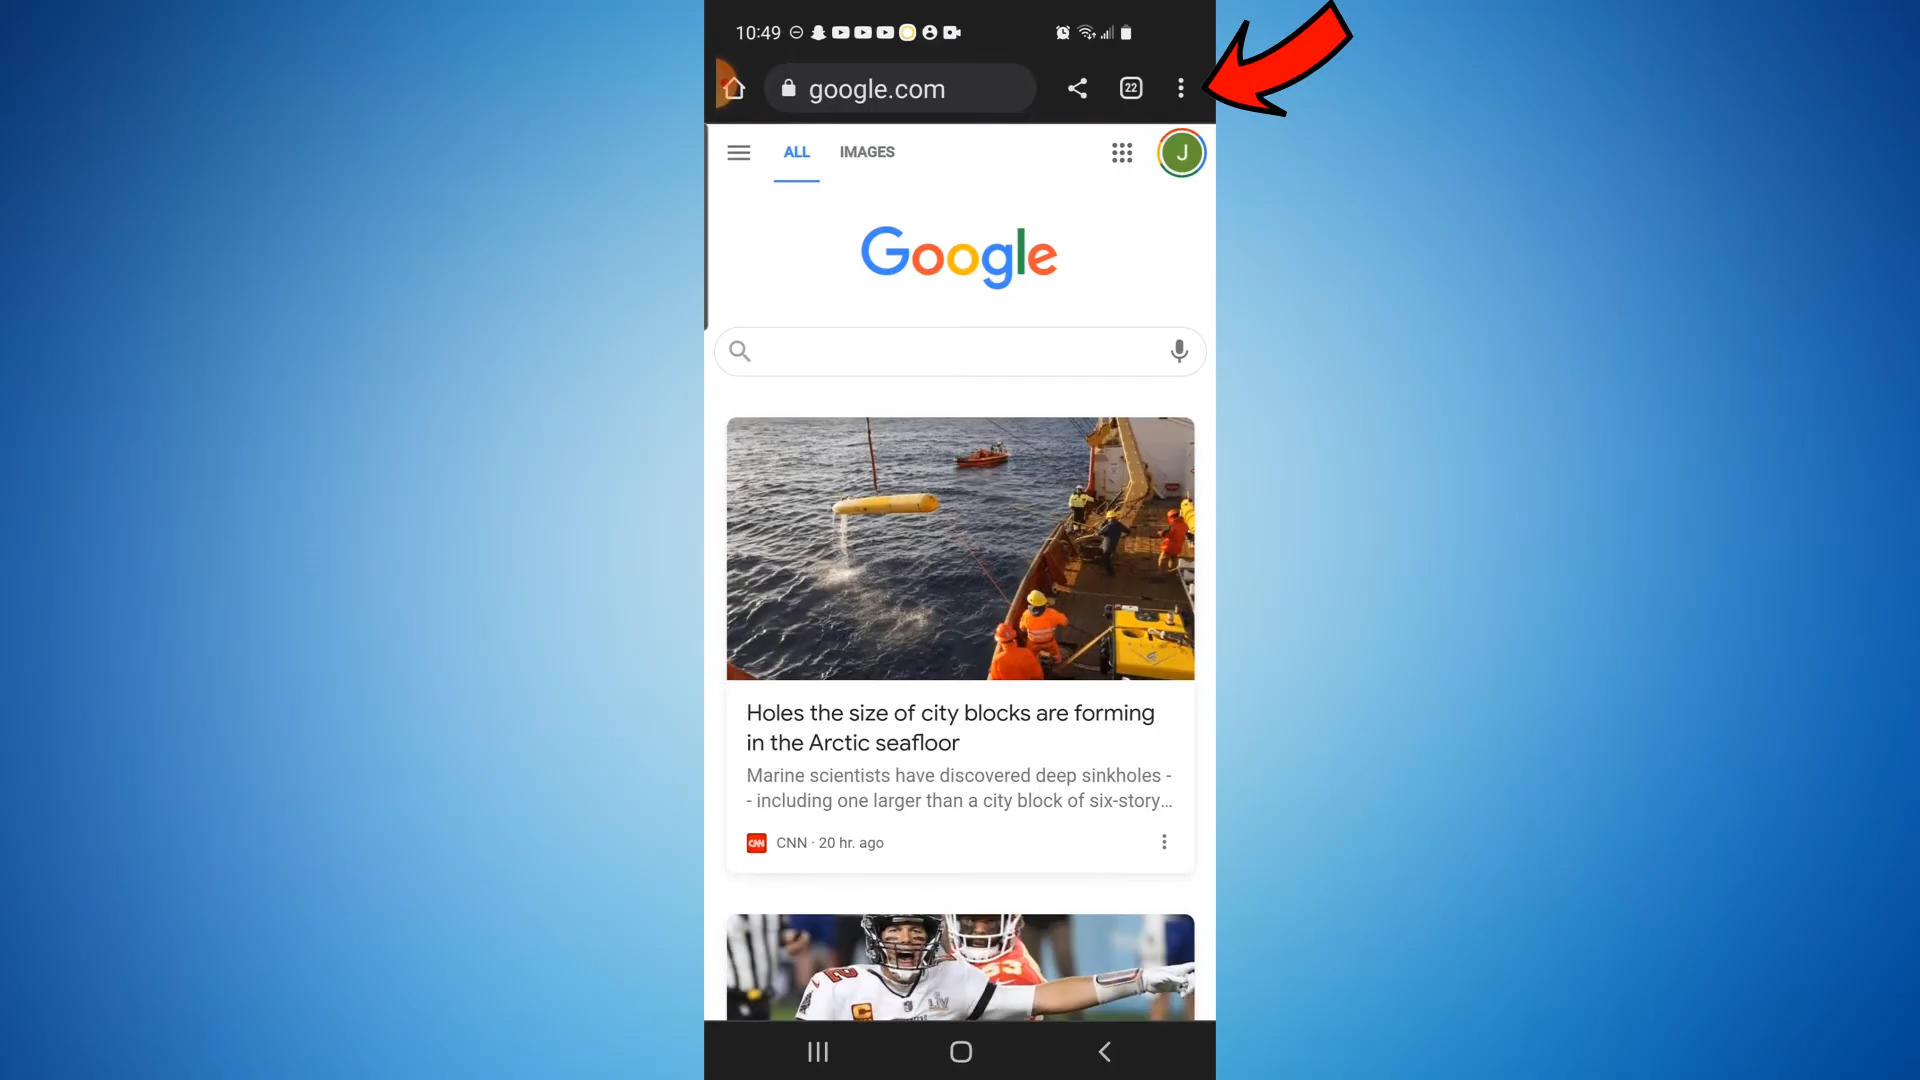 10:49
google.com
22
ALL IMAGES
J
Google
Holes the size of city blocks are forming
in the Arctic seafloor
Marine scientists have discovered deep sinkholes -
- including one larger than a city block of six-story...
CNN CNN · 20 hr. ago
LIV
C